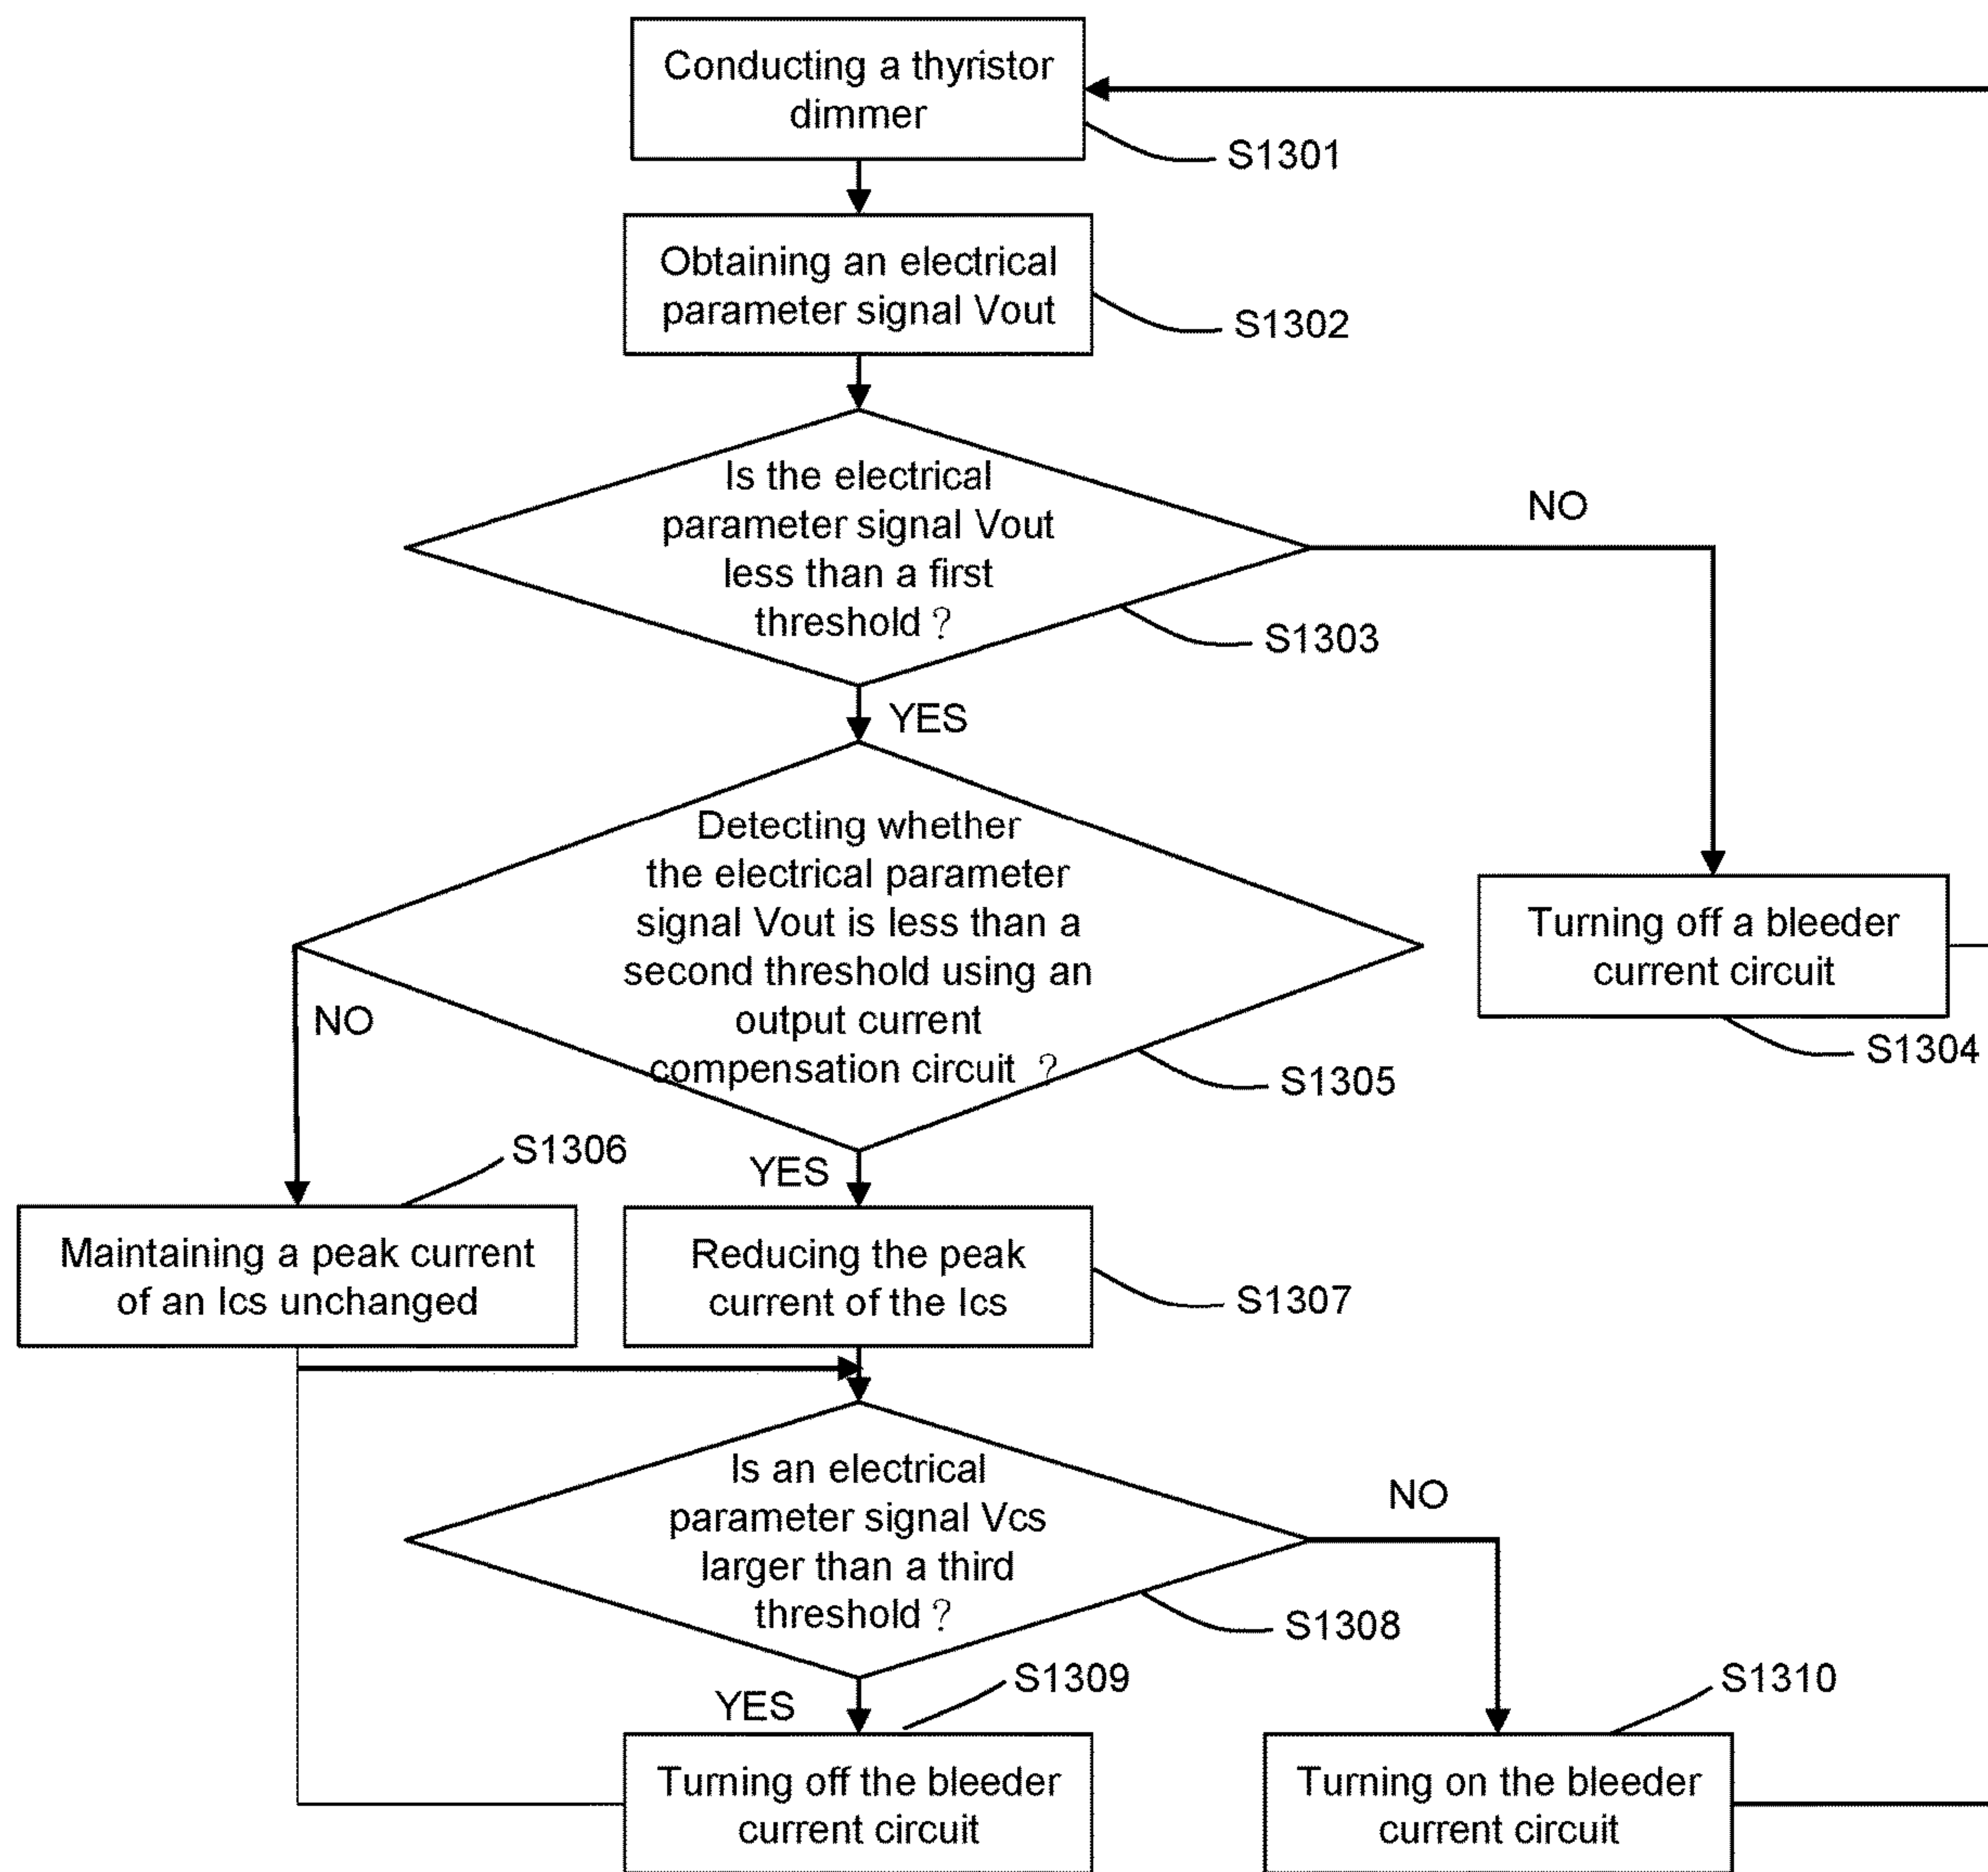 Conducting a thyristor
dimmer
S1301
Obtaining an electrical
parameter signal Vout
S1302
Is the electrical
parameter signal Vout
less than a first
threshold？
NO
S1303
YES
Detecting whether
the electrical parameter
signal Vout is less than a
second threshold using an
output current
compensation circuit ？
NO
S1305
Turning off a bleeder
current circuit
S1304
YES
S1306
Maintaining a peak current
of an Ics unchanged
Reducing the peak
current of the Ics
S1307
Is an electrical
parameter signal Vcs
larger than a third
threshold？
NO
S1308
YES
S1309
S1310
Turning off the bleeder
current circuit
Turning on the bleeder
current circuit